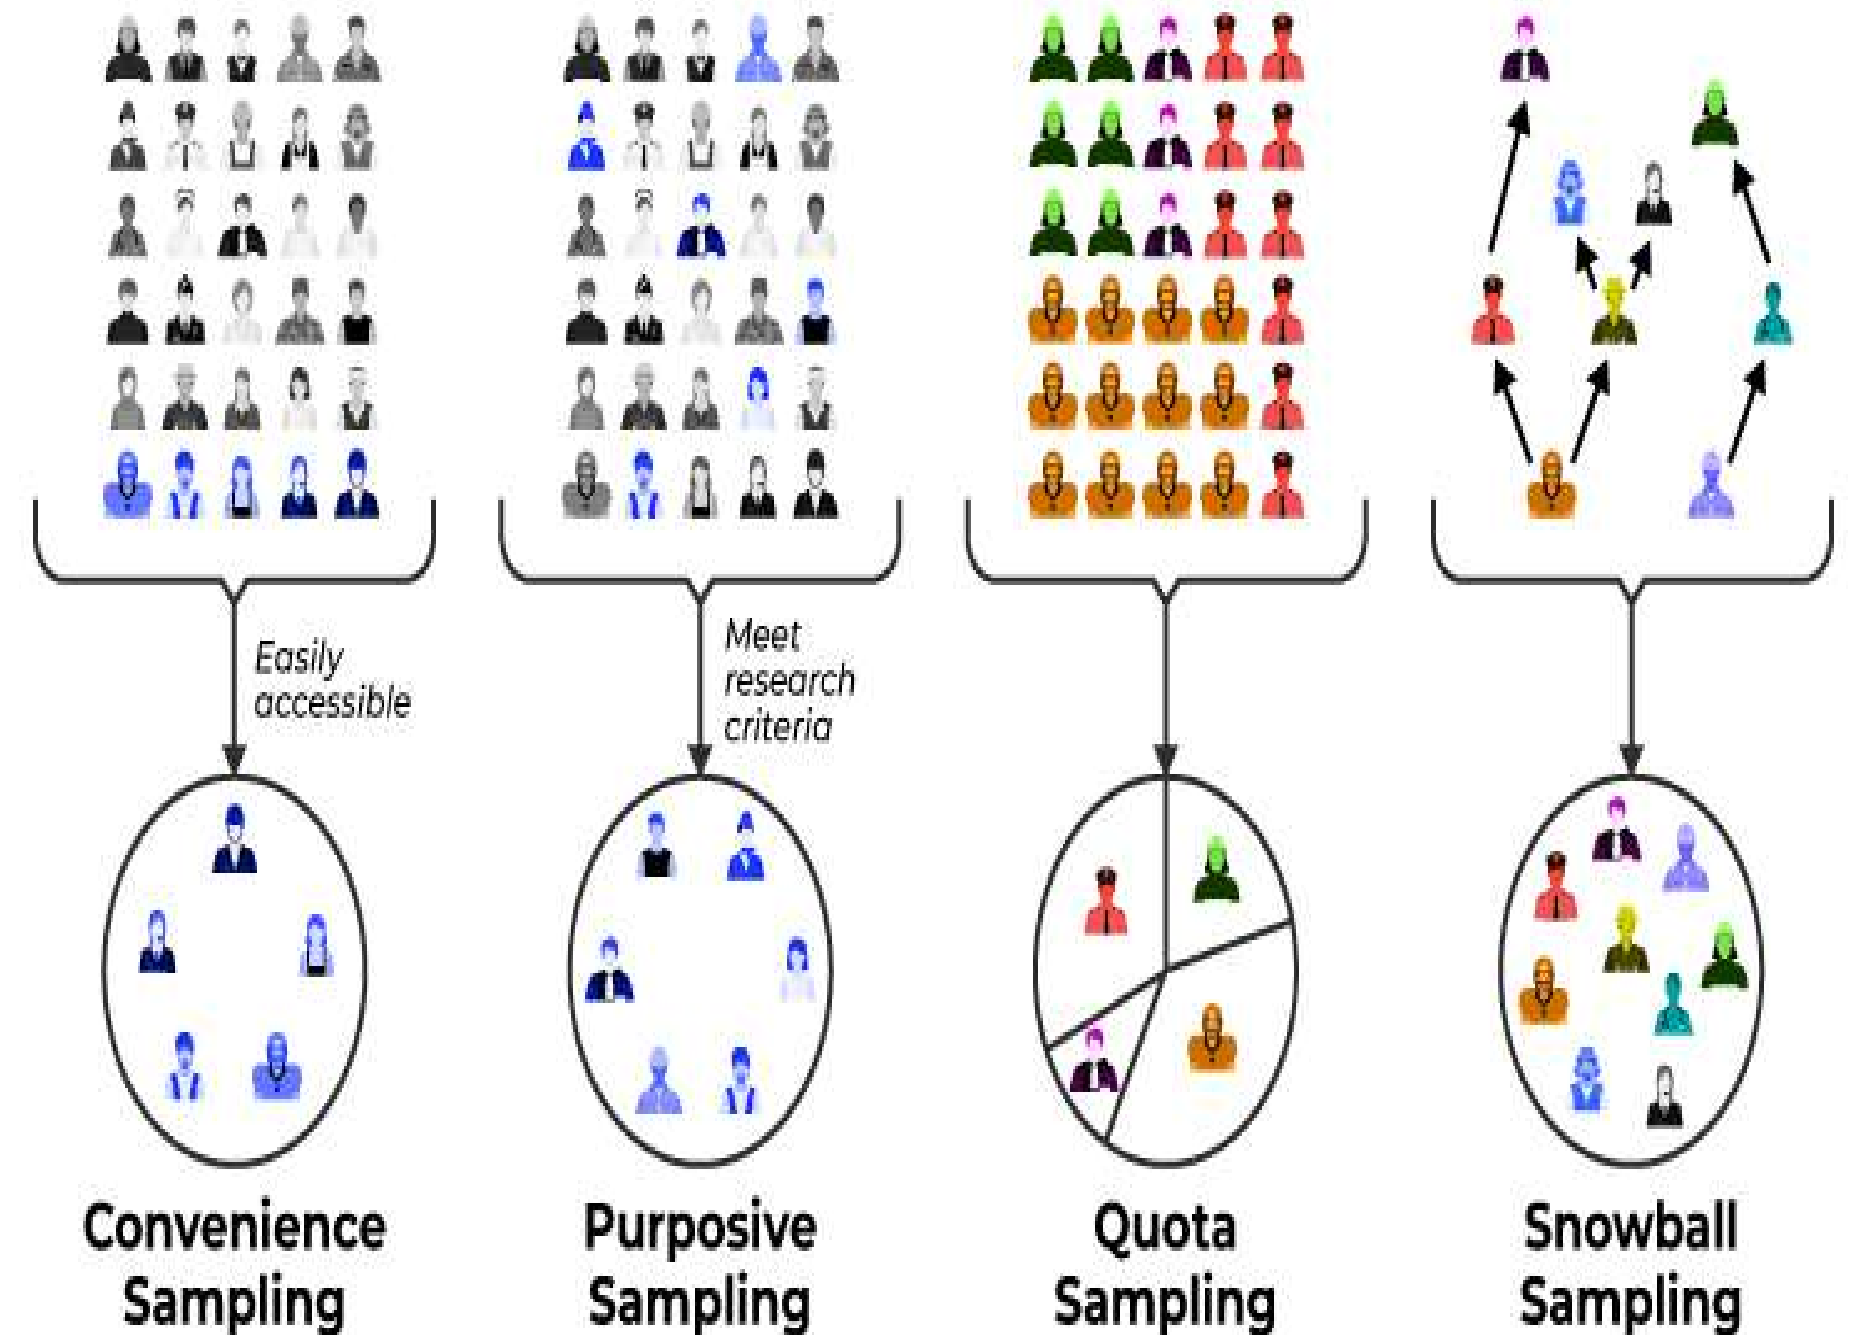 Easily
accessible
Meet
research
criteria
Convenience
Sampling
Purposive
Sampling
Quota
Sampling
Snowball
Sampling